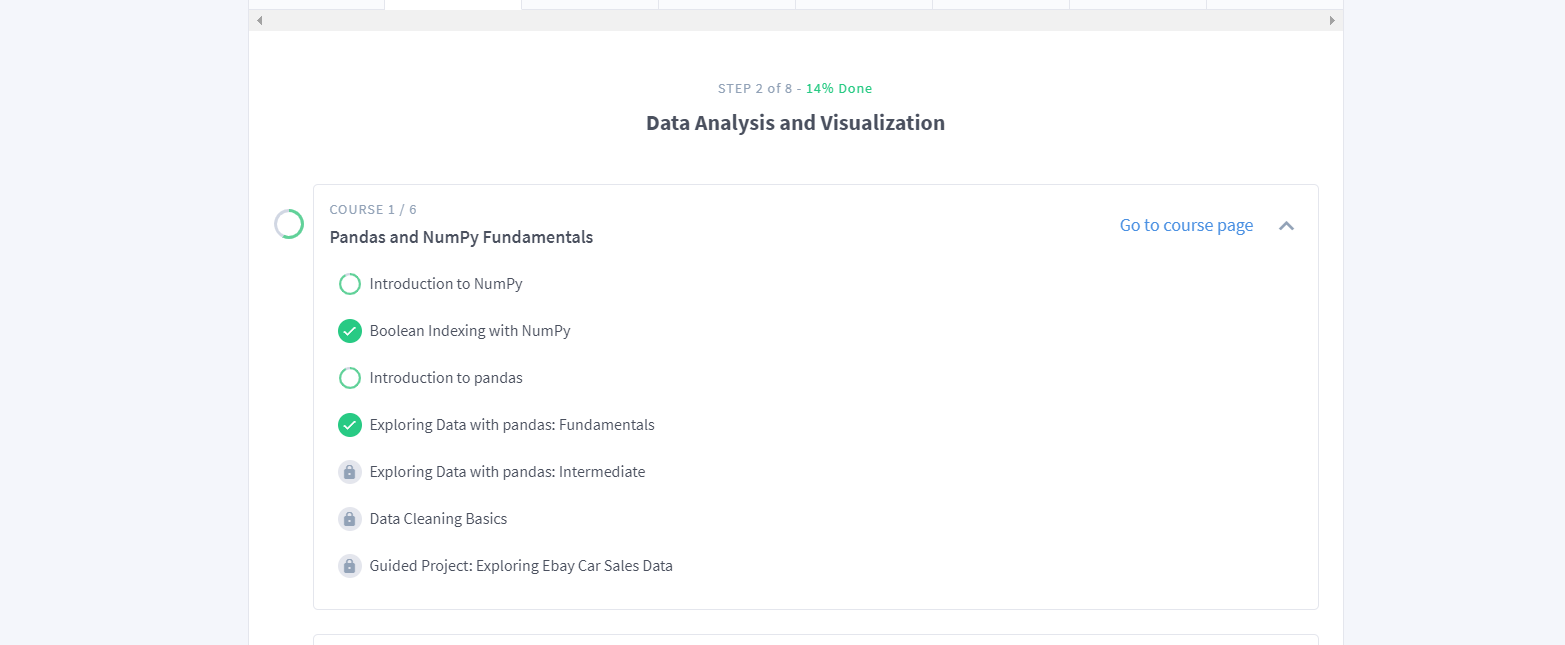 STEP 2 of 8 - 14% Done
Data Analysis and Visualization
COURSE 1 / 6
Pandas and NumPy Fundamentals
Go to course page
Introduction to NumPy
Boolean Indexing with NumPy
Introduction to pandas
Exploring Data with pandas: Fundamentals
Exploring Data with pandas: Intermediate
Data Cleaning Basics
Guided Project: Exploring Ebay Car Sales Data